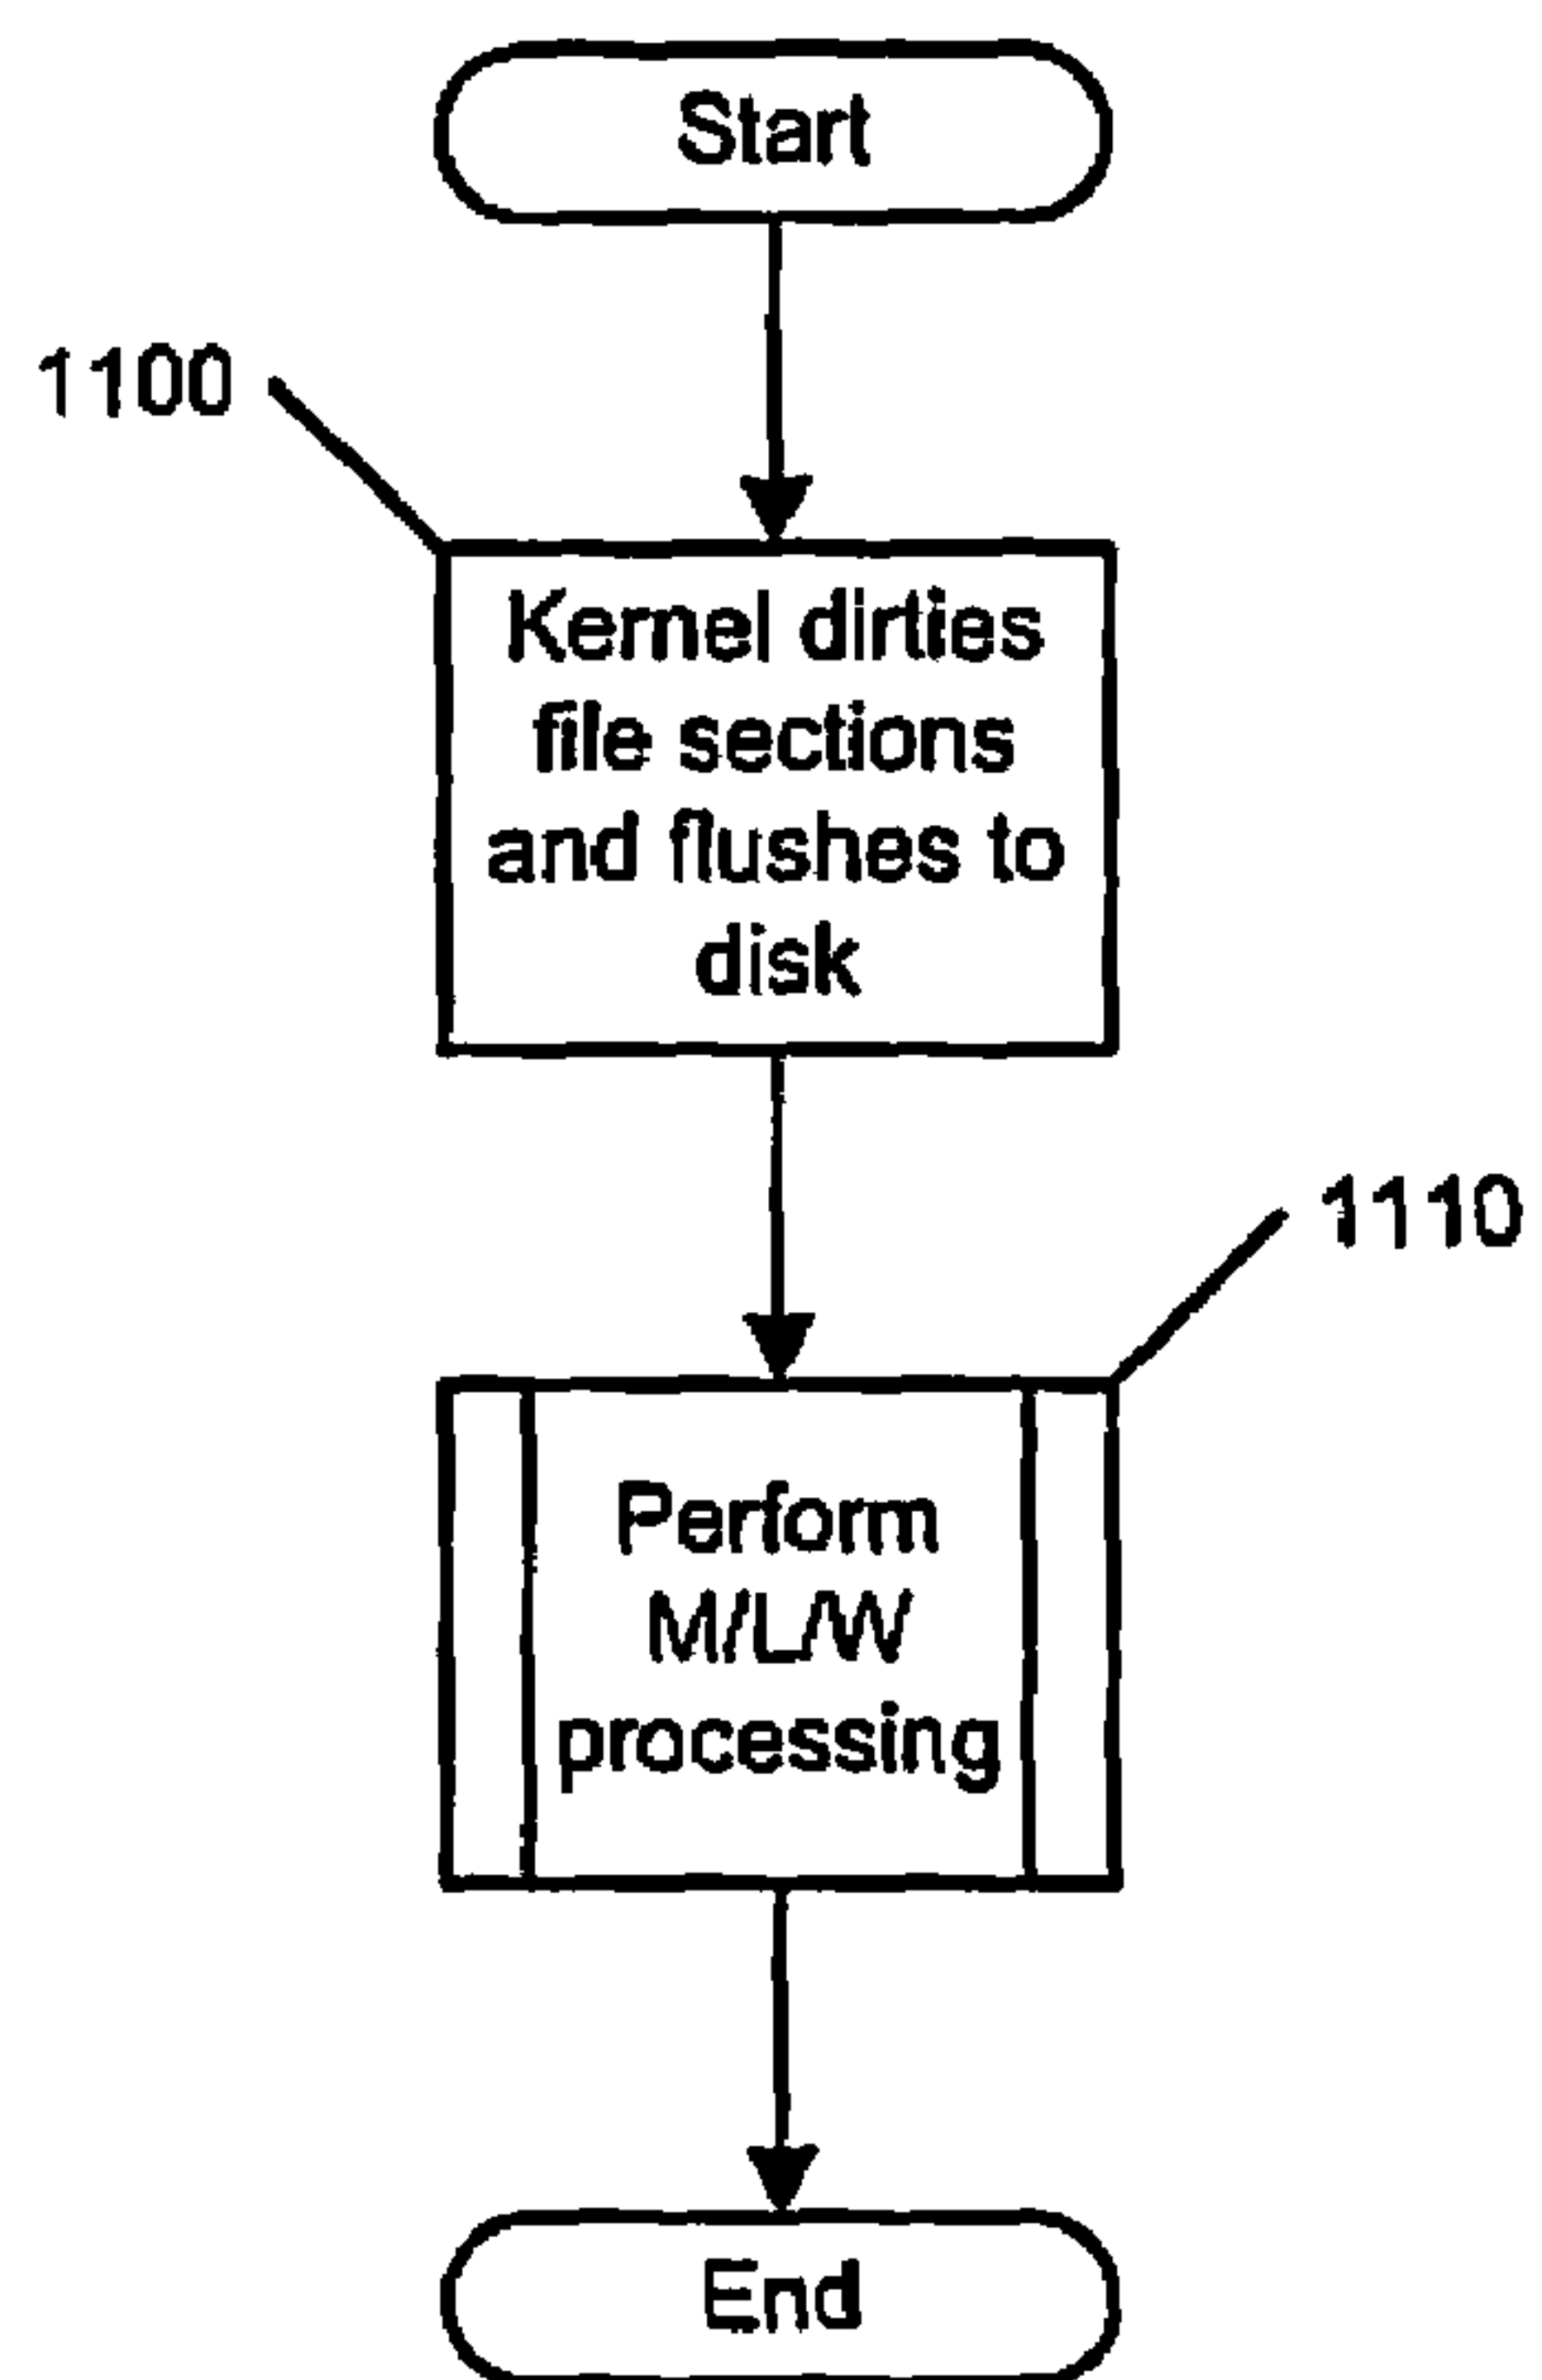 Start
1100
Kernel dirties
file sections
and flushes to
disk
1110
Perform
M/L/W
processing
End